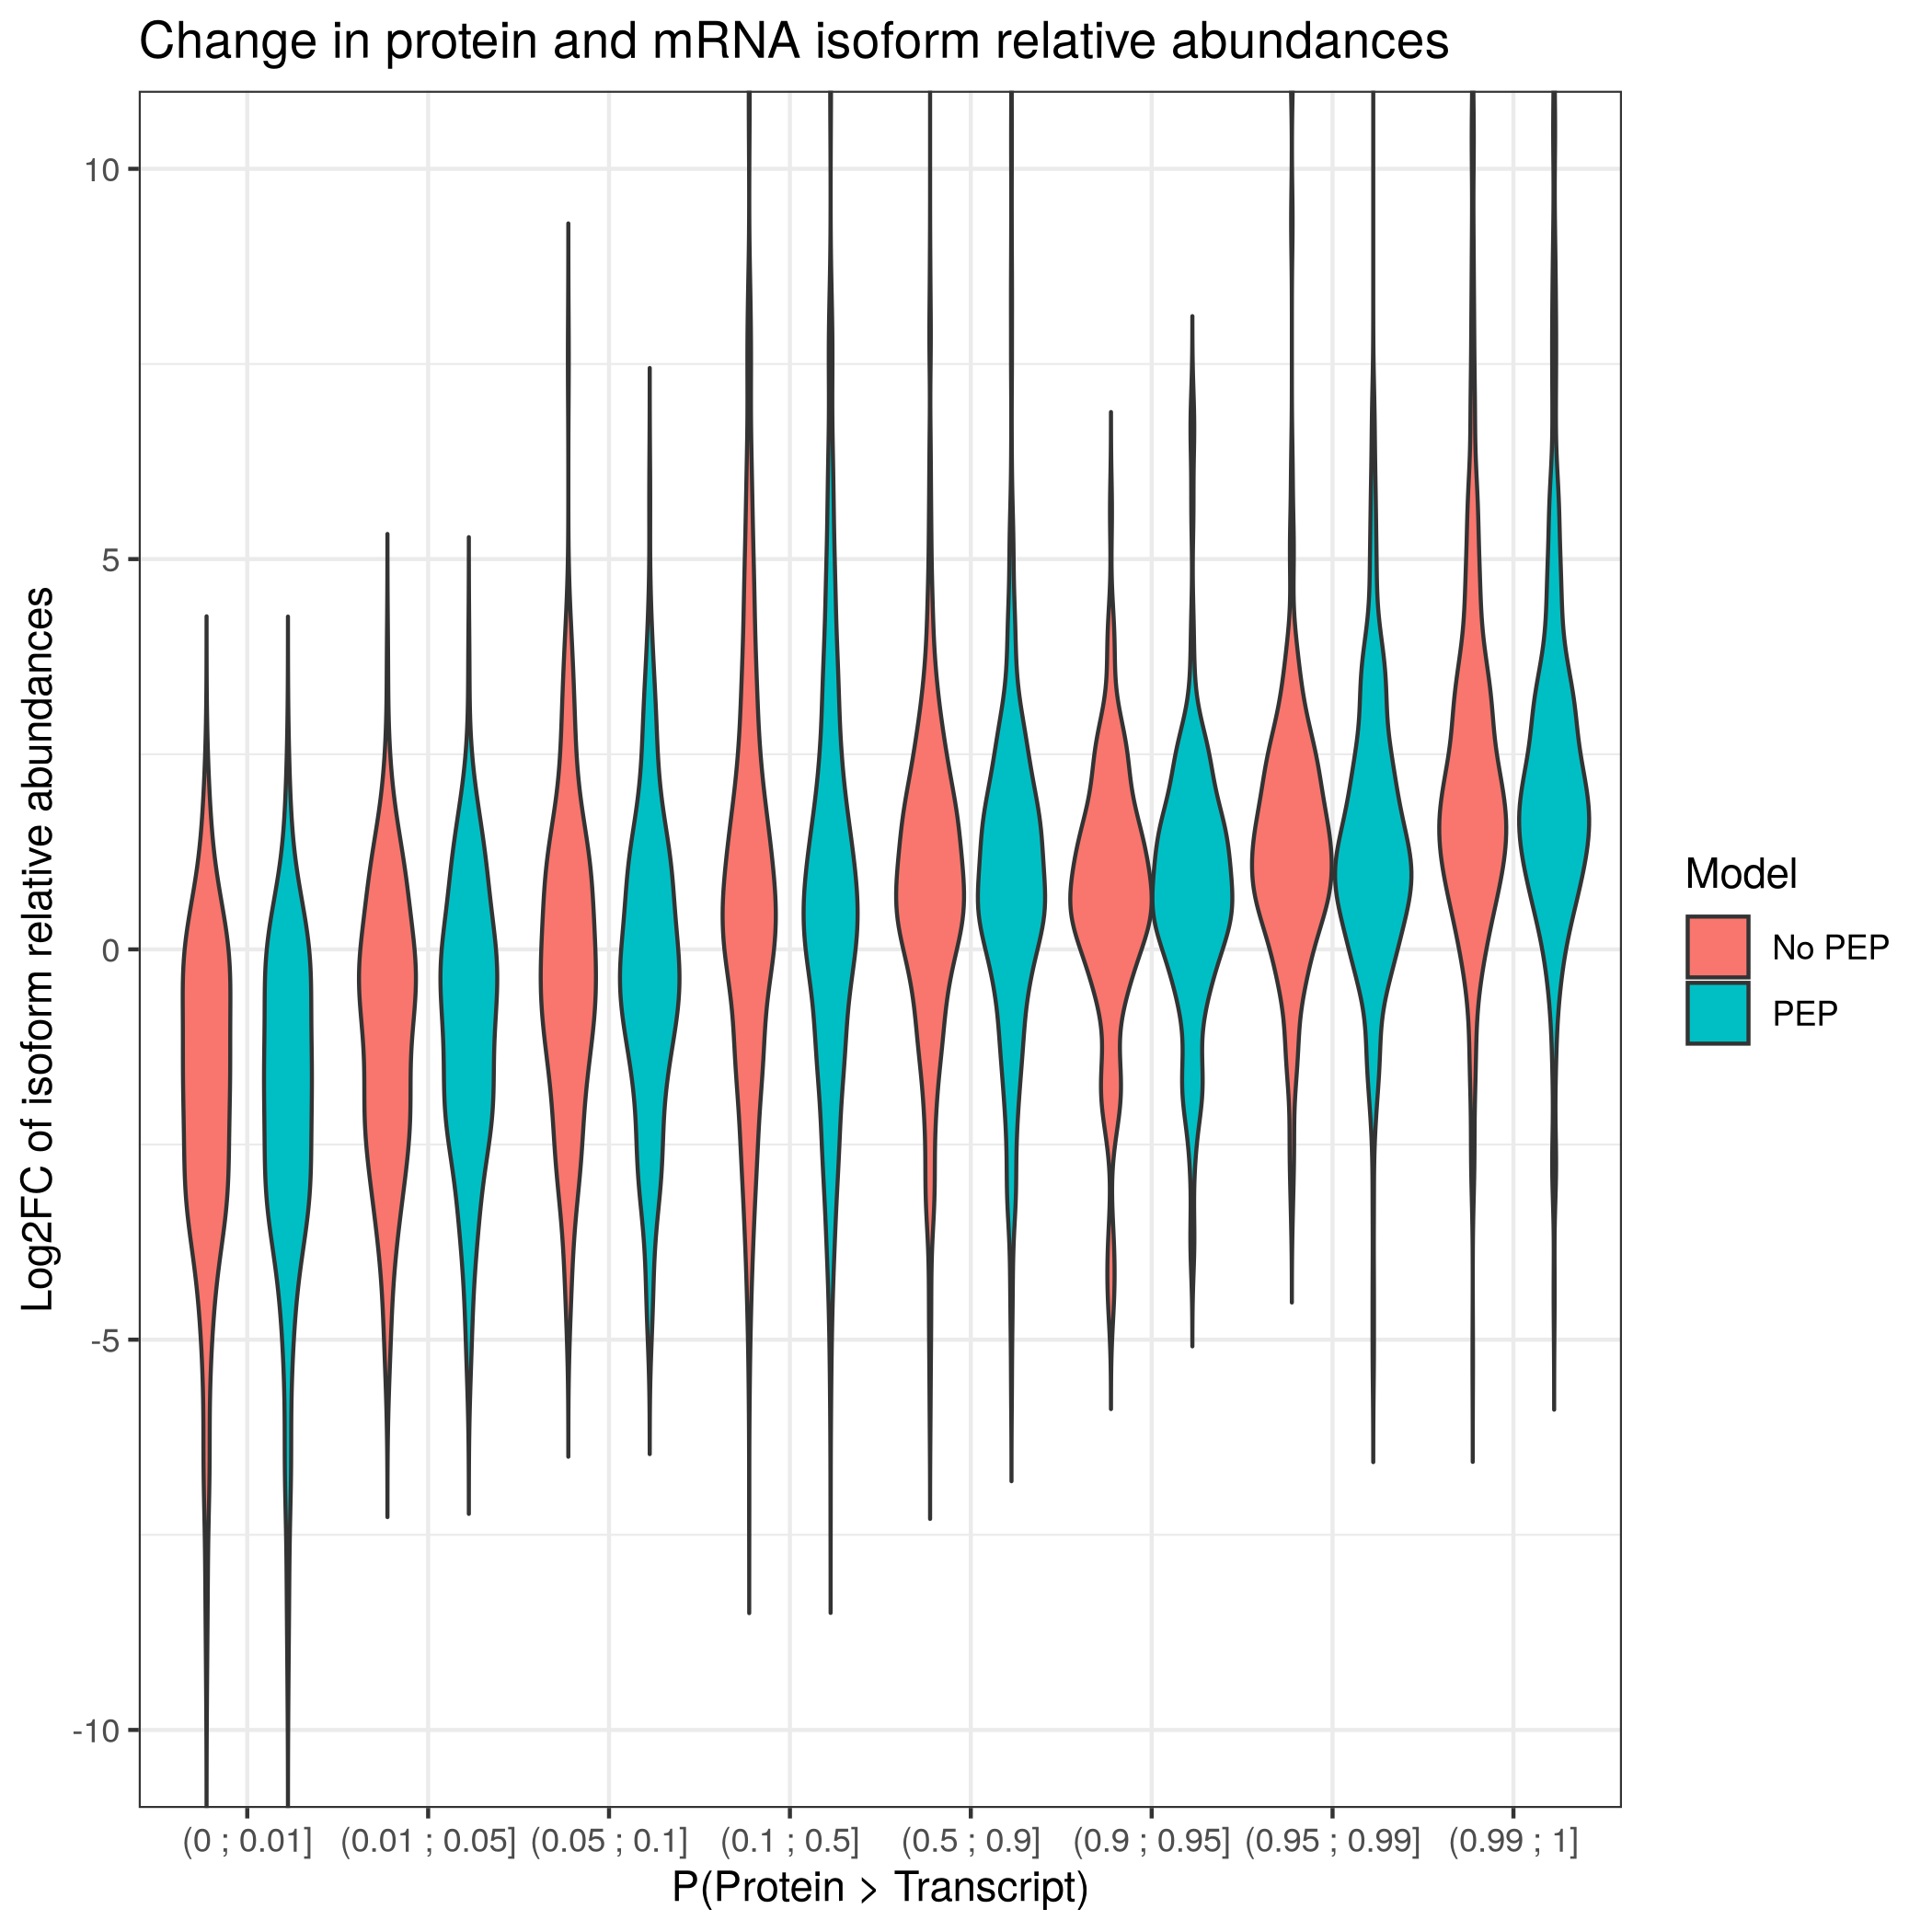 Change in protein and mRNA isoform relative abundances
Log2FC of isoform relative abundances
10
5
0
-5
-10
(0 ; 0.01] (0.01 ; 0.05] (0.05 ; 0.1] (0.1 ; 0.5] (0.5 ; 0.9] (0.9 ; 0.95] (0.95 ; 0.99] (0.99 ; 1]
P(Protein > Transcript)
Model
No PEP
PEP